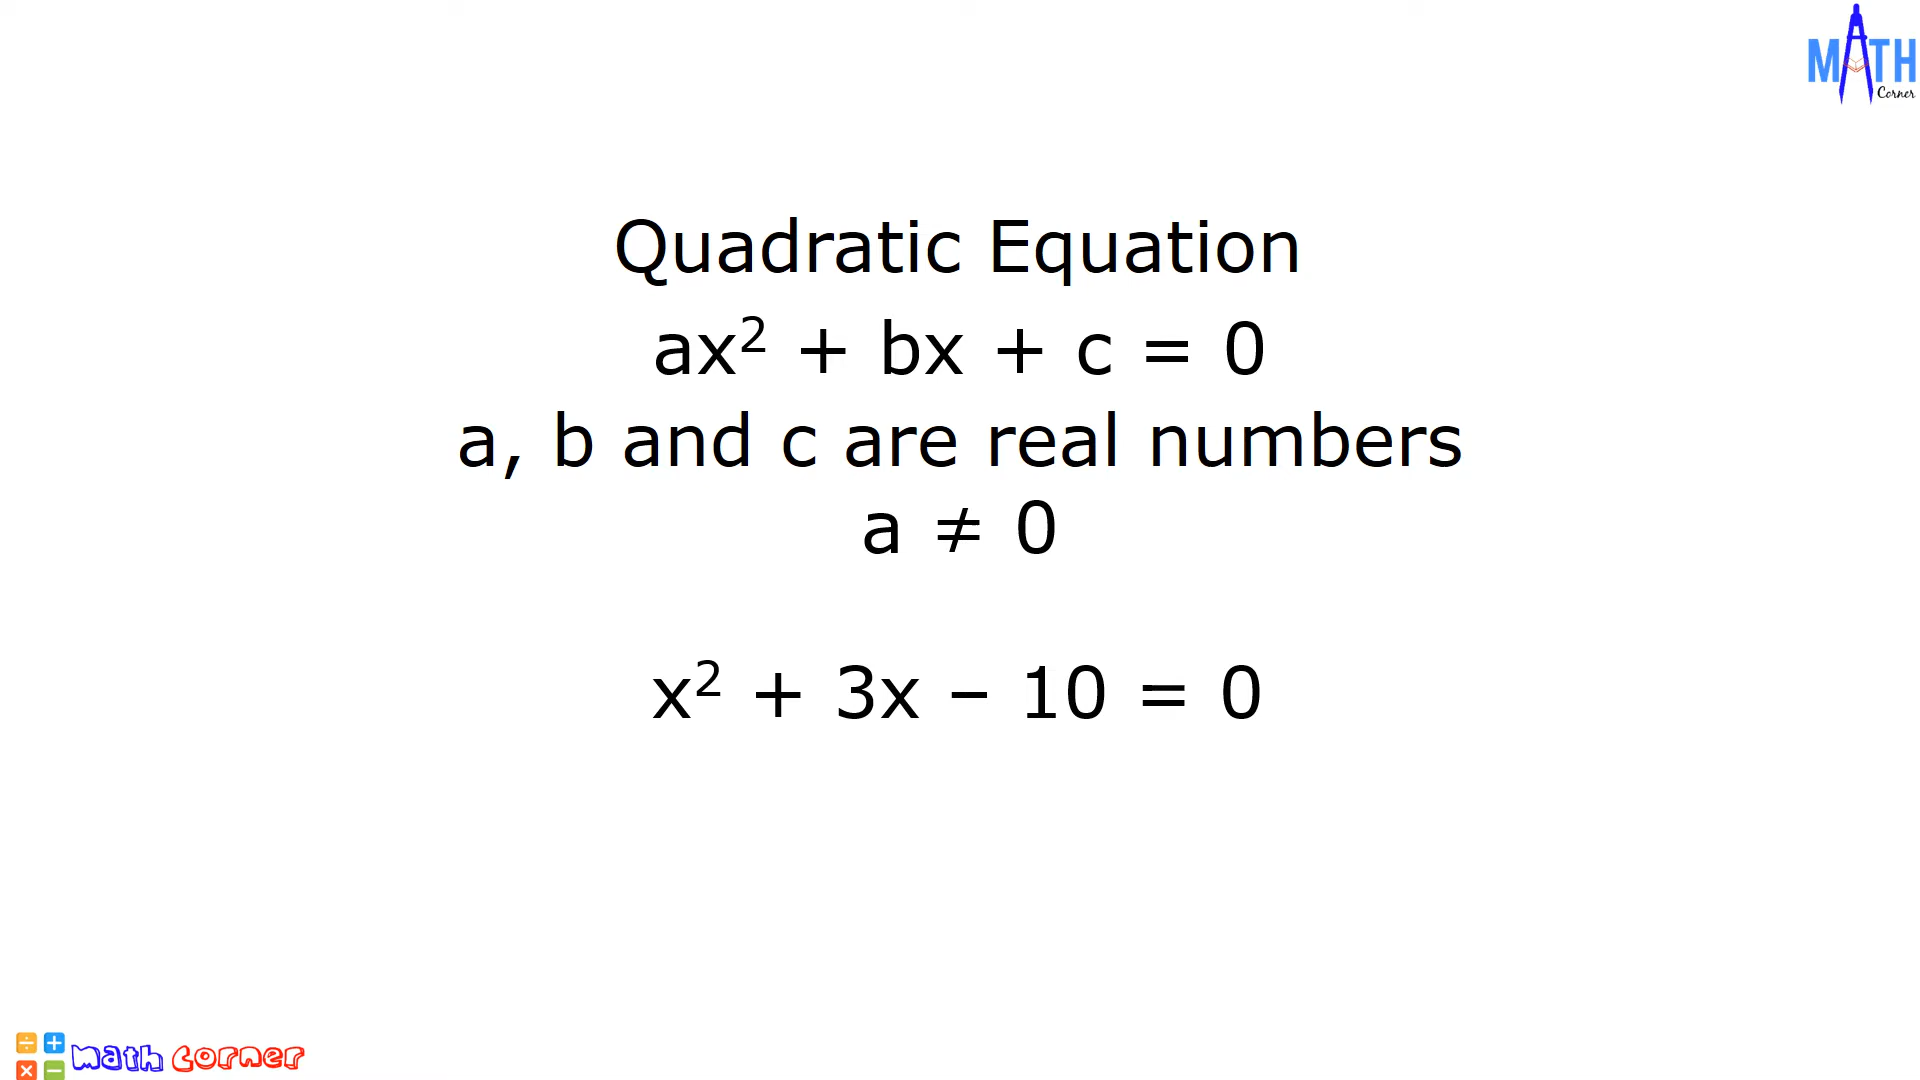 MATH
Corner
Quadratic Equation
ax² + bx + c = 0
a, b and c are real numbers
a ≠ 0
x² + 3x – 10 = 0
÷ +
× −
math corner